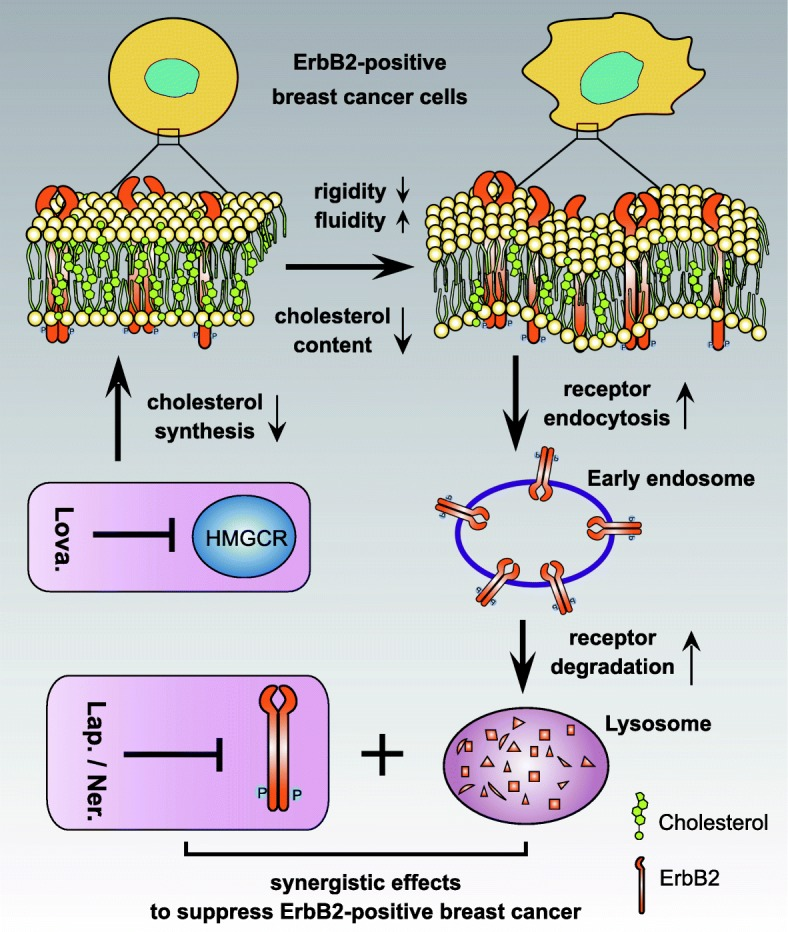 ErbB2-positive
breast cancer cells
rigidity ↓
fluidity ↑
cholesterol
content ↓
P P P P P P
P P P P P P
cholesterol
synthesis ↓
receptor
endocytosis ↑
Lova.
HMGCR
Early endosome
receptor
degradation ↑
Lap. / Ner.
P P
+
Lysosome
Cholesterol
ErbB2
synergistic effects
to suppress ErbB2-positive breast cancer